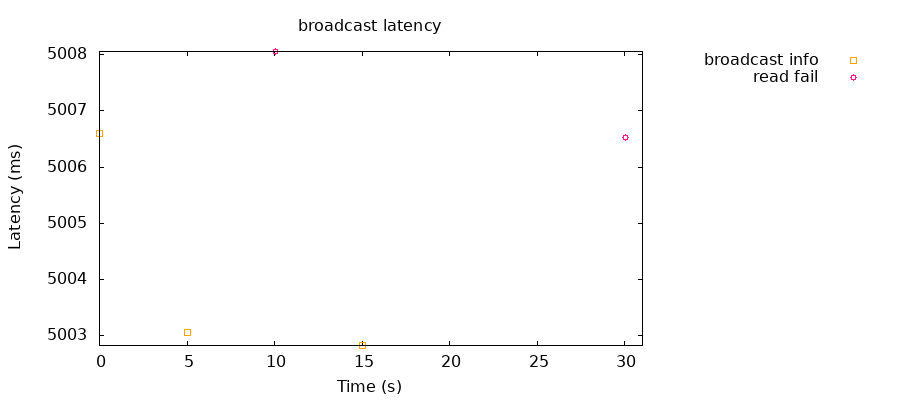 broadcast latency
broadcast info
read fail
Latency (ms)
5008
5007
5006
5005
5004
5003
0 5 10 15 20 25 30
Time (s)